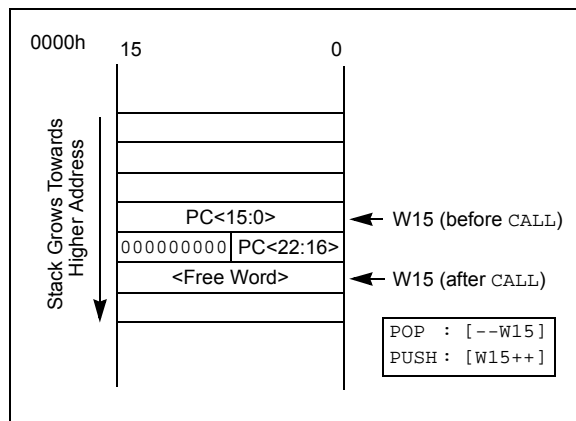 0000h
15 0
Stack Grows Towards
Higher Address
PC<15:0>
W15 (before CALL)
000000000 PC<22:16>
<Free Word>
W15 (after CALL)
POP : [--W15]
PUSH : [W15++]